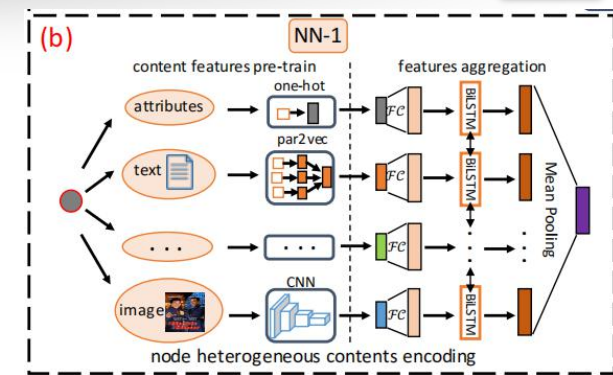 (b)
NN-1
content features pre-train
features aggregation
one-hot
attributes
FC
BiLSTM
par2vec
text
FC
BiLSTM
Mean Pooling
. . .
. . .
FC
CNN
image
FC
BiLSTM
node heterogeneous contents encoding